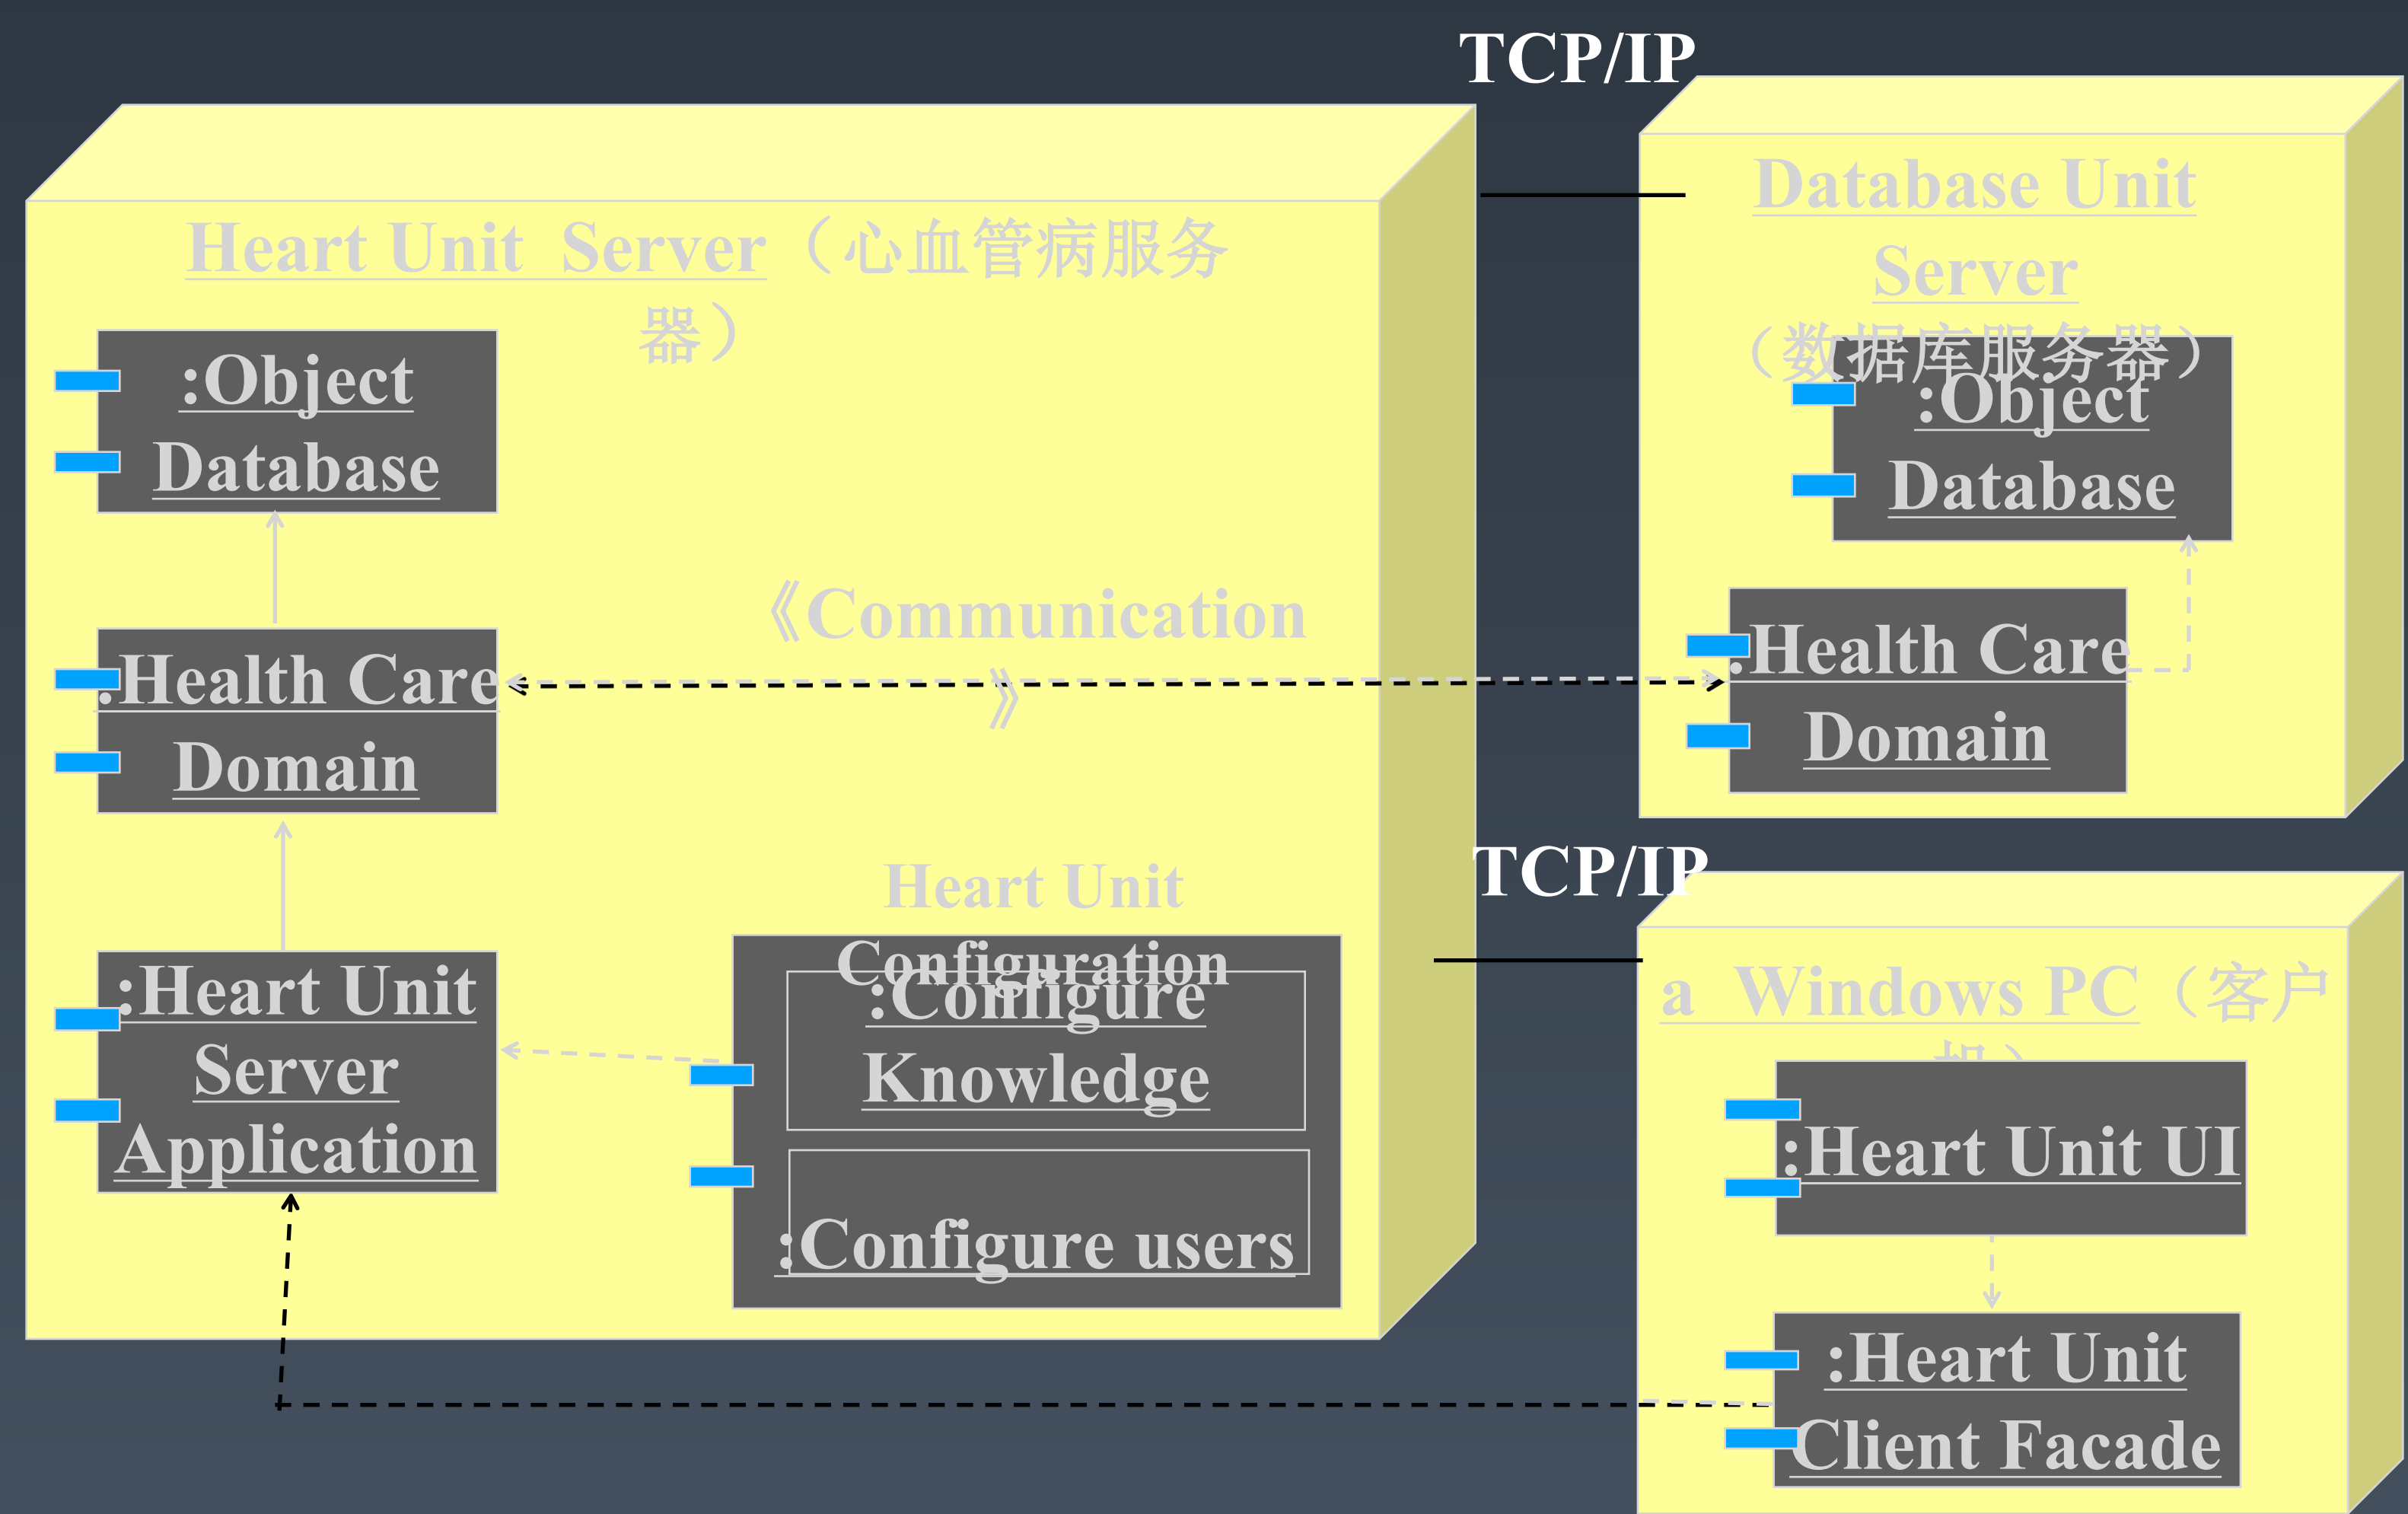 TCP/IP
Heart Unit Server（心血管病服务
器）
:Object
Database
:Health Care
Domain
:Heart Unit
Server
Application
《Communication
》
Heart Unit
Configuration
:Configure
Knowledge
:Configure users
Database Unit
Server
（数据库服务器）
:Object
Database
:Health Care
Domain
TCP/IP
a Windows PC（客户
:Heart Unit UI
:Heart Unit
Client Facade